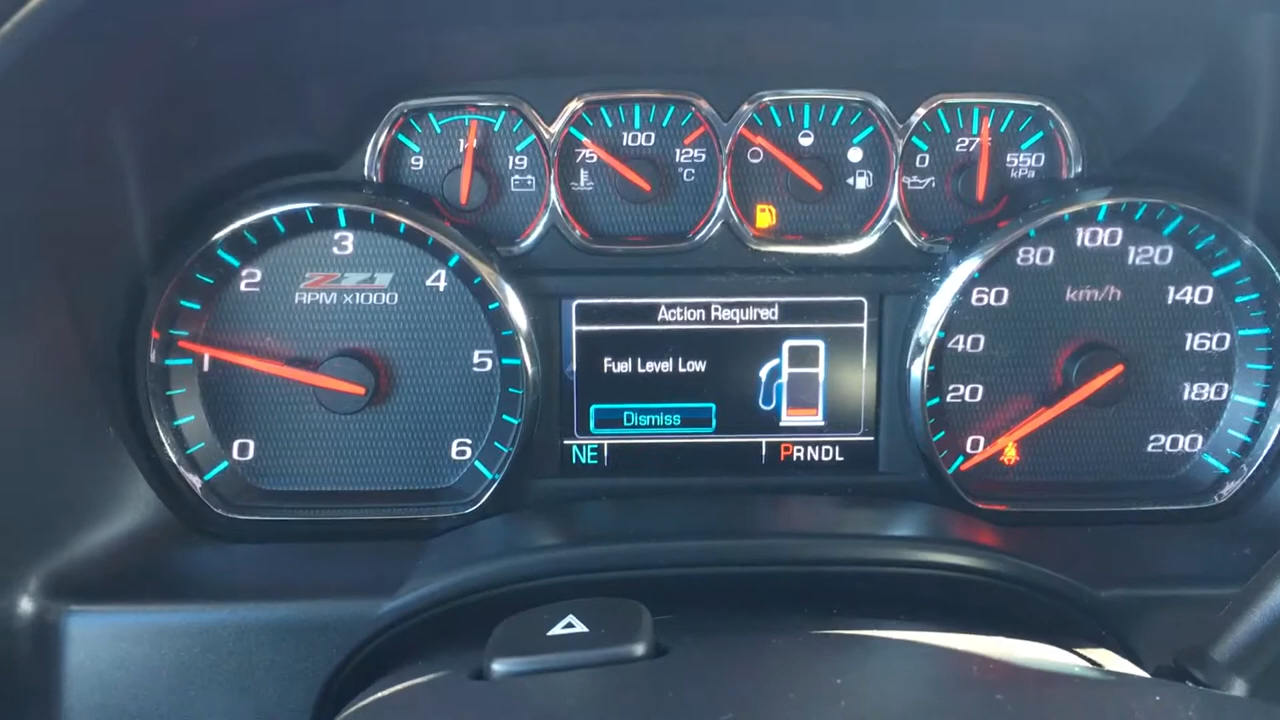 9 14 19
75 100 125
°C
0 275 550
kPa
0 1 2 3 4 5 6
Z71
RPM x1000
Action Required
Fuel Level Low
Dismiss
NE
PRNDL
0 20 40 60 80 100 120 140 160 180 200
km/h